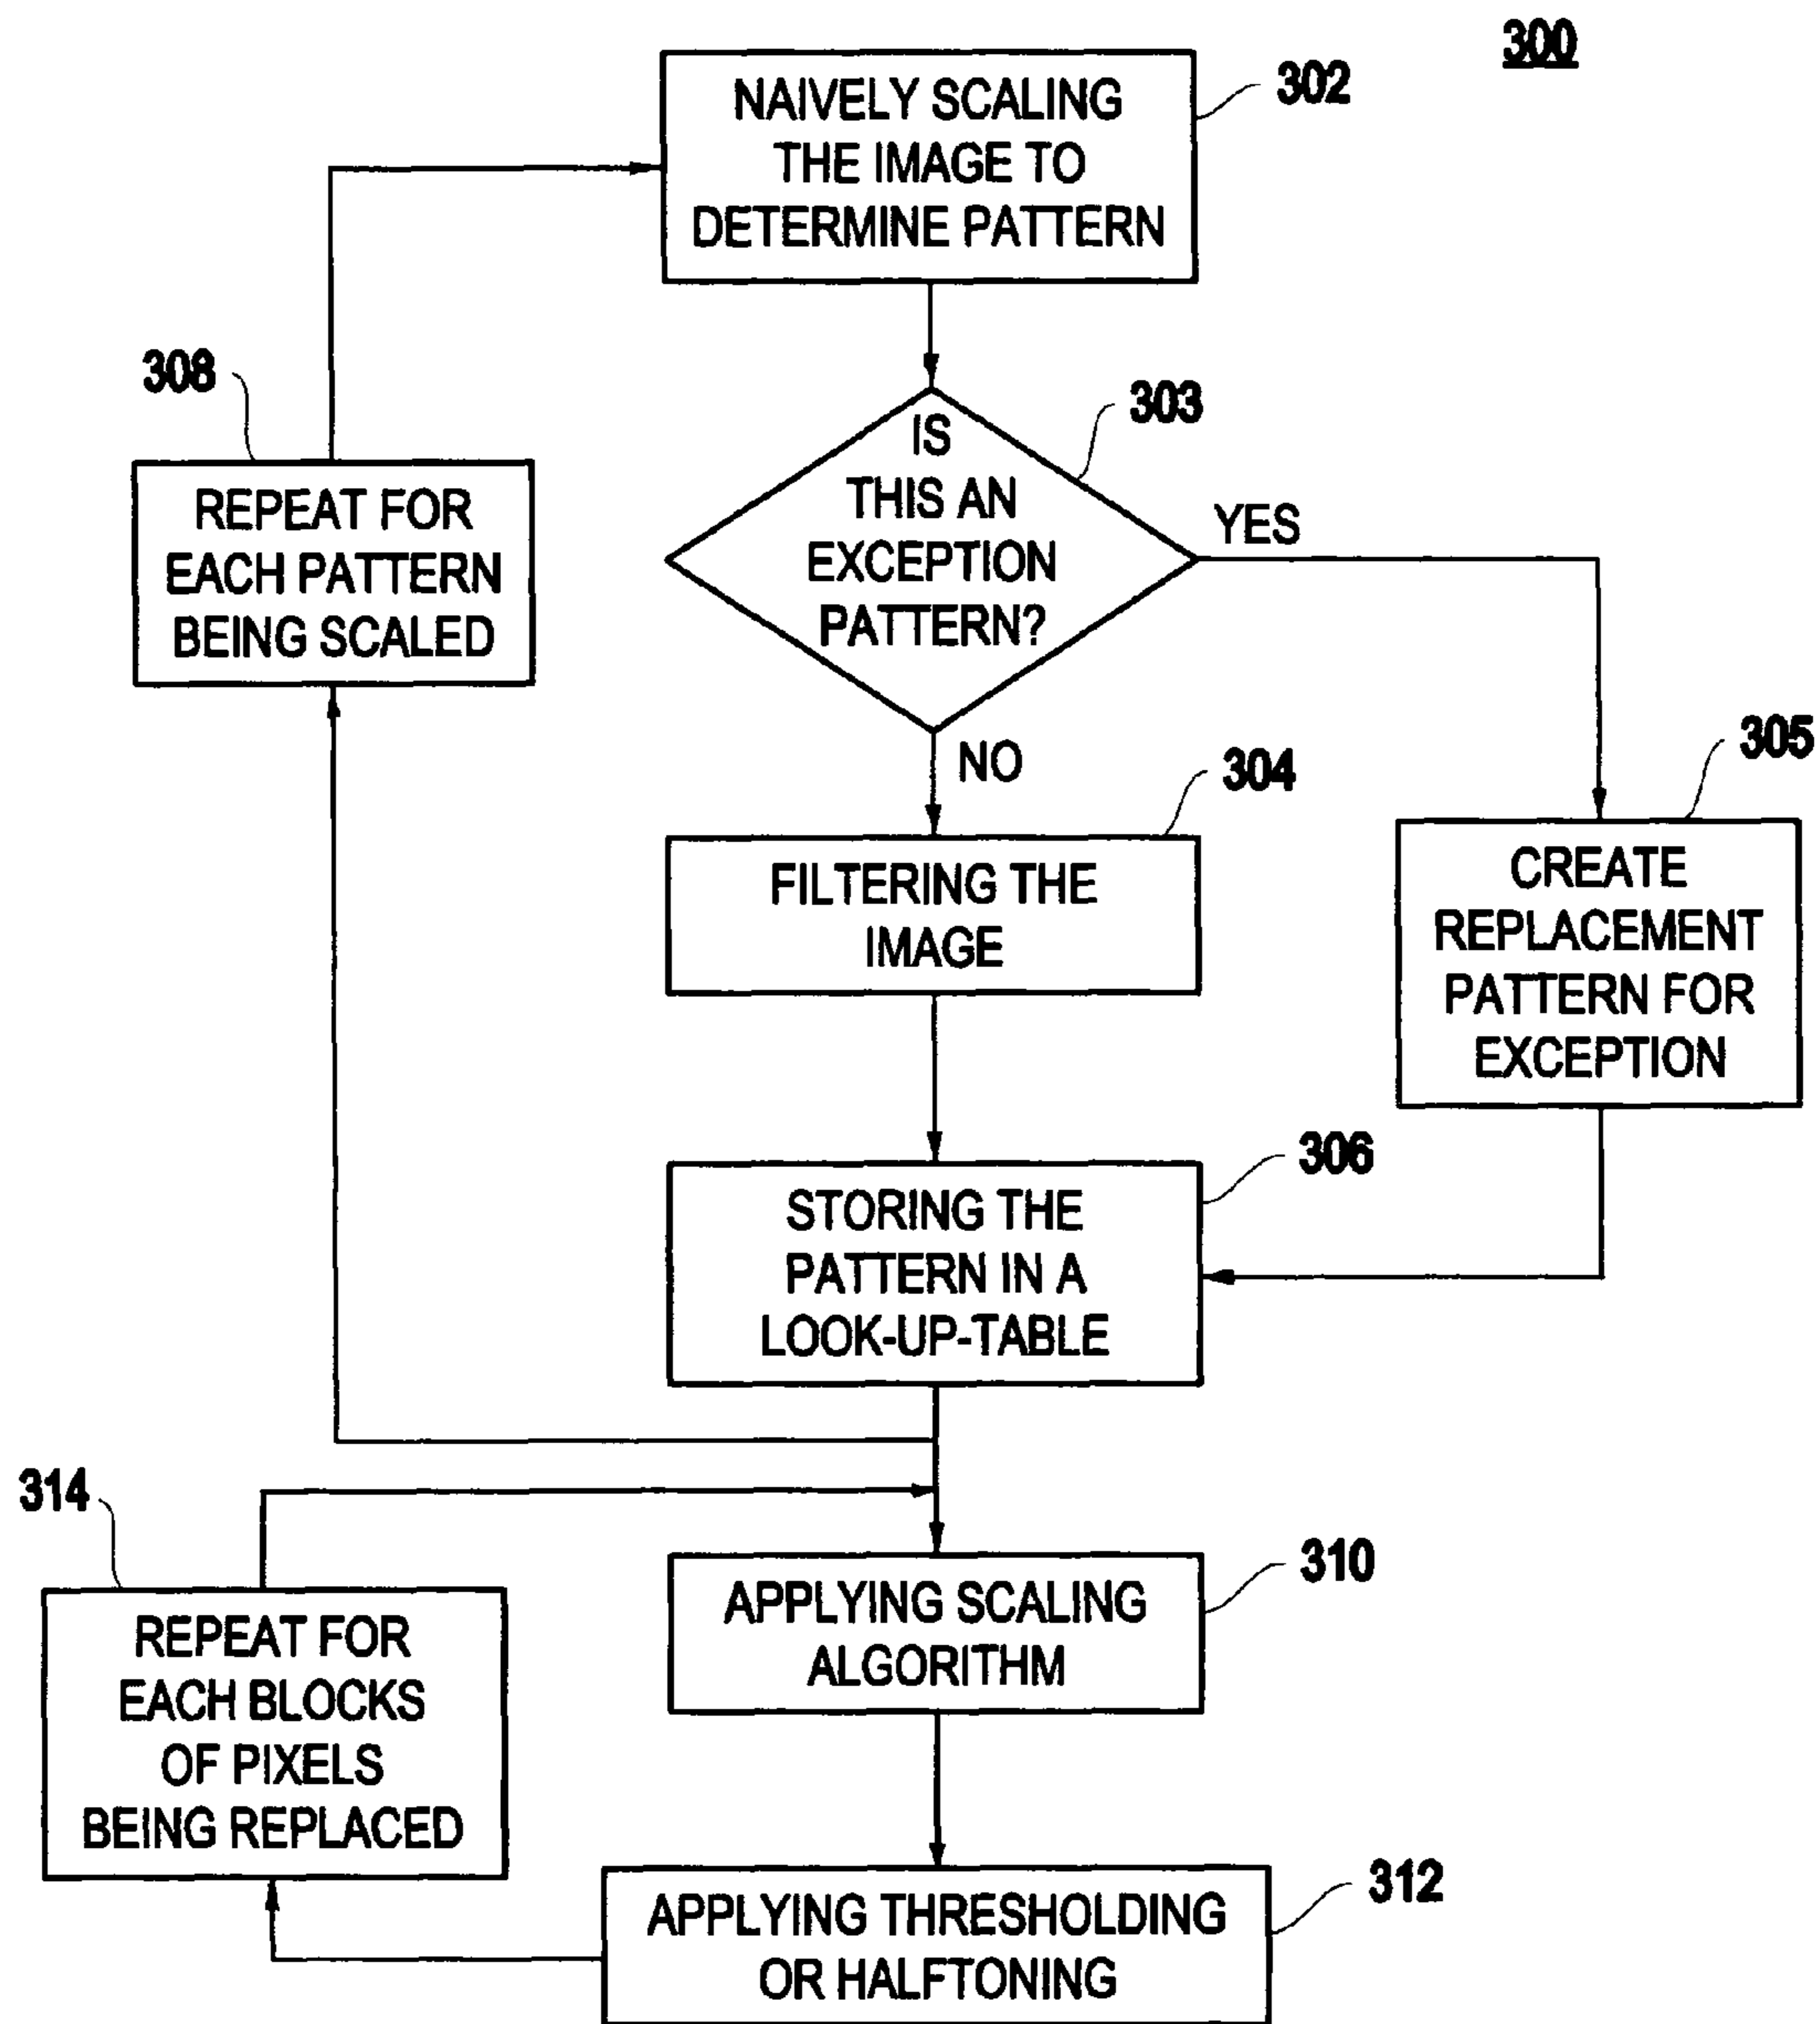 300
NAIVELY SCALING
THE IMAGE TO
DETERMINE PATTERN
302
308
REPEAT FOR
EACH PATTERN
BEING SCALED
IS
THIS AN
EXCEPTION
PATTERN?
303
YES
NO
304
FILTERING THE
IMAGE
305
CREATE
REPLACEMENT
PATTERN FOR
EXCEPTION
306
STORING THE
PATTERN IN A
LOOK-UP-TABLE
314
REPEAT FOR
EACH BLOCKS
OF PIXELS
BEING REPLACED
310
APPLYING SCALING
ALGORITHM
312
APPLYING THRESHOLDING
OR HALFTONING